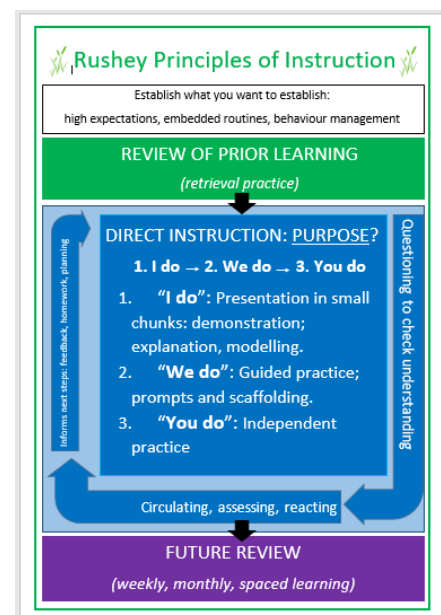 Rushey Principles of Instruction
Establish what you want to establish:
high expectations, embedded routines, behaviour management
REVIEW OF PRIOR LEARNING
(retrieval practice)
DIRECT INSTRUCTION: PURPOSE?
1. I do → 2. We do → 3. You do
1. "I do": Presentation in small
chunks: demonstration;
explanation, modelling.
2. "We do": Guided practice;
prompts and scaffolding.
3. "You do": Independent
practice
Questioning to check understanding
Circulating, assessing, reacting
Informs next steps: feedback, homework, planning
FUTURE REVIEW
(weekly, monthly, spaced learning)